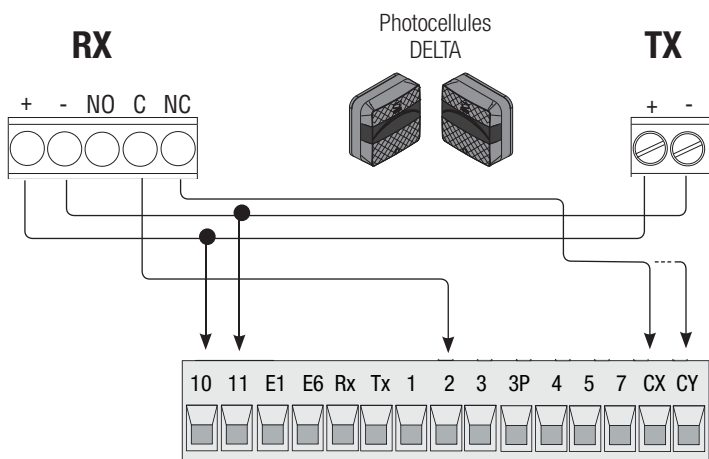 Photocellules
DELTA
RX
TX
+ - NO C NC
+ -
10 11 E1 E6 Rx Tx 1 2 3 3P 4 5 7 CX CY